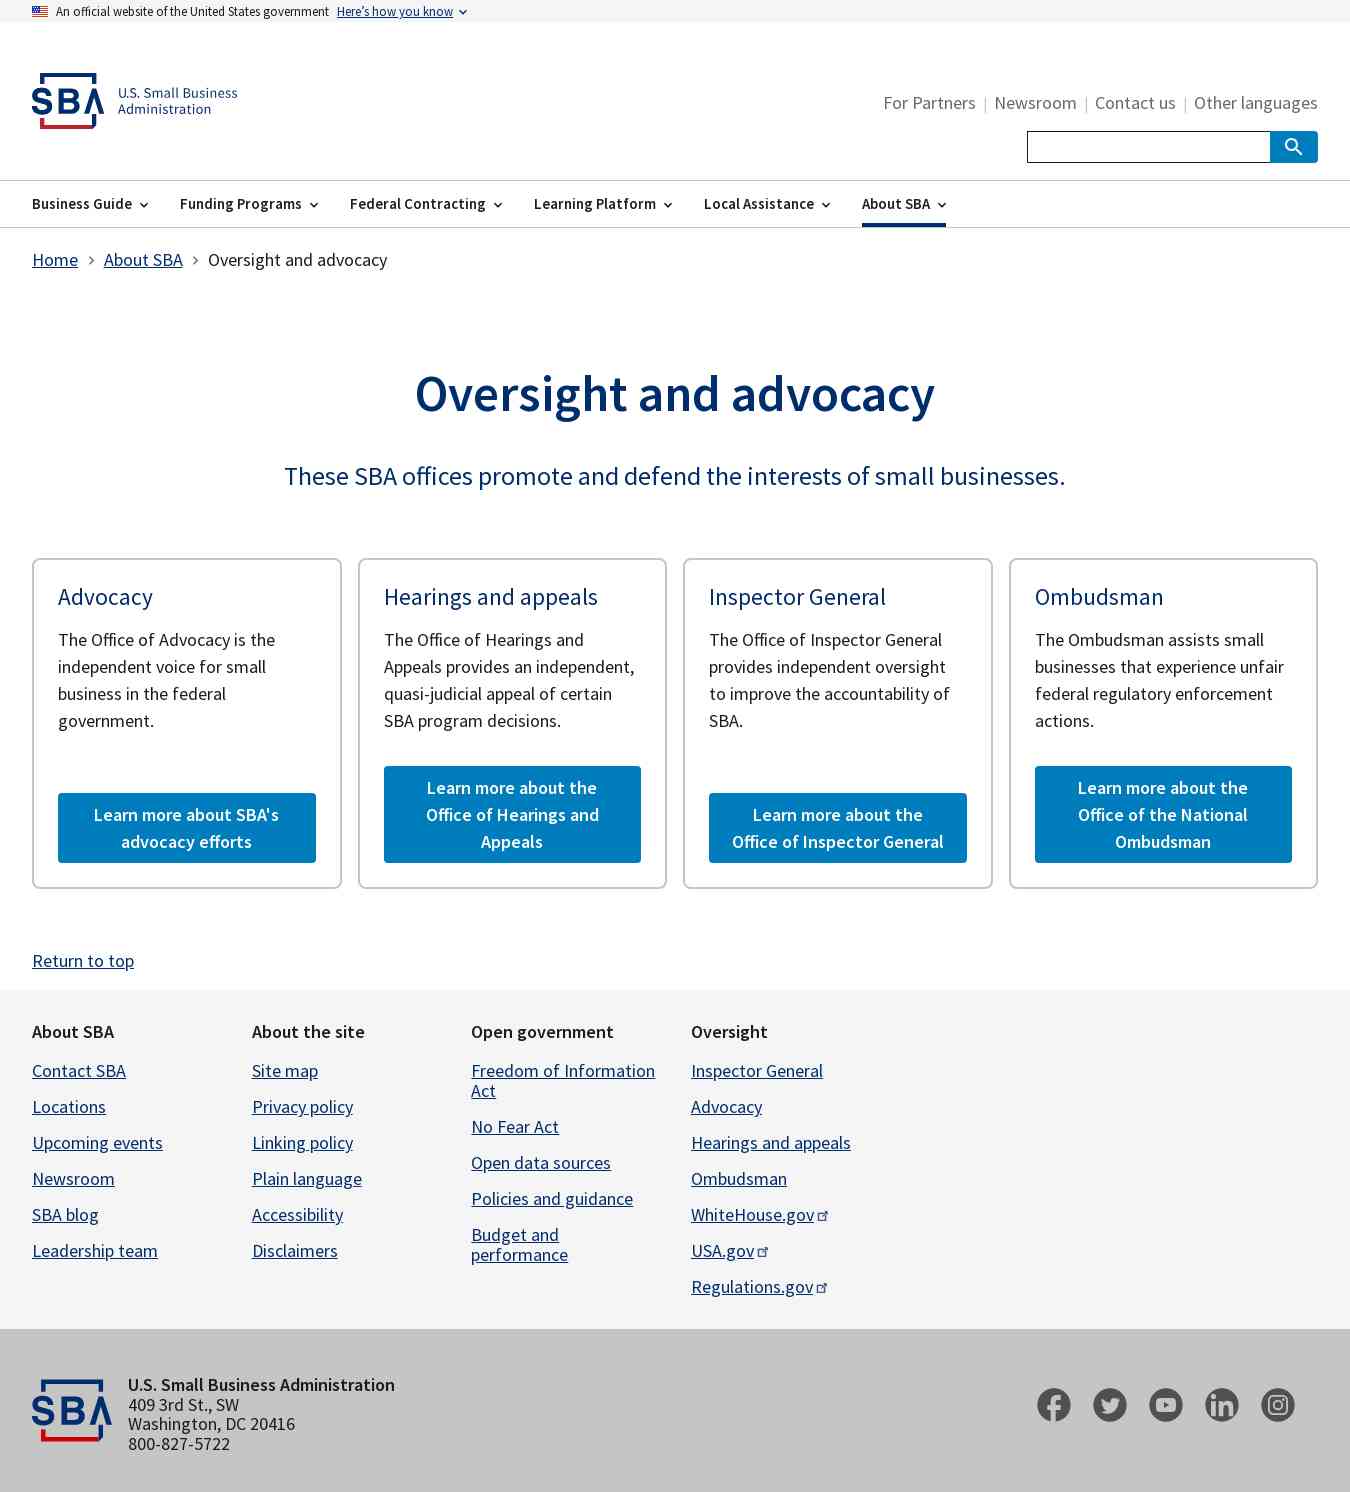 An official website of the United States government Here’s how you know
SBA
U.S. Small Business
Administration
For Partners | Newsroom | Contact us | Other languages
Business Guide Funding Programs Federal Contracting Learning Platform Local Assistance About SBA
Home > About SBA > Oversight and advocacy
Oversight and advocacy
These SBA offices promote and defend the interests of small businesses.
Advocacy
The Office of Advocacy is the
independent voice for small
business in the federal
government.
Learn more about SBA's
advocacy efforts
Hearings and appeals
The Office of Hearings and
Appeals provides an independent,
quasi-judicial appeal of certain
SBA program decisions.
Learn more about the
Office of Hearings and
Appeals
Inspector General
The Office of Inspector General
provides independent oversight
to improve the accountability of
SBA.
Learn more about the
Office of Inspector General
Ombudsman
The Ombudsman assists small
businesses that experience unfair
federal regulatory enforcement
actions.
Learn more about the
Office of the National
Ombudsman
Return to top
About SBA
Contact SBA
Locations
Upcoming events
Newsroom
SBA blog
Leadership team
About the site
Site map
Privacy policy
Linking policy
Plain language
Accessibility
Disclaimers
Open government
Freedom of Information
Act
No Fear Act
Open data sources
Policies and guidance
Budget and
performance
Oversight
Inspector General
Advocacy
Hearings and appeals
Ombudsman
WhiteHouse.gov
USA.gov
Regulations.gov
SBA
U.S. Small Business Administration
409 3rd St., SW
Washington, DC 20416
800-827-5722